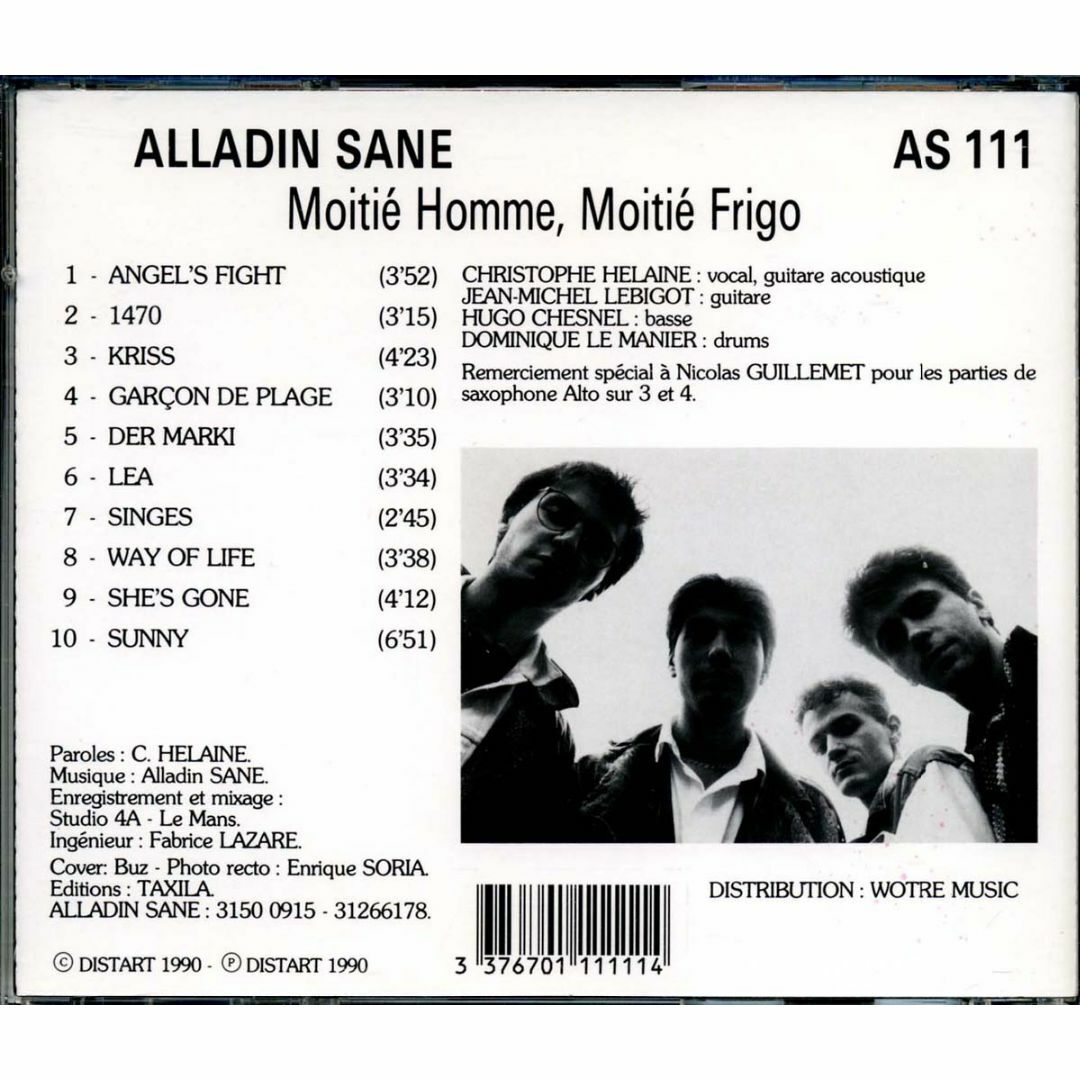 ALLADIN SANE AS 111
Moitié Homme, Moitié Frigo
1 - ANGEL'S FIGHT (3'52)
2 - 1470 (3'15)
3 - KRISS (4'23)
4 - GARÇON DE PLAGE (3'10)
5 - DER MARKI (3'35)
6 - LEA (3'34)
7 - SINGES (2'45)
8 - WAY OF LIFE (3'38)
9 - SHE'S GONE (4'12)
10 - SUNNY (6'51)
CHRISTOPHE HELAINE : vocal, guitare acoustique
JEAN-MICHEL LEBIGOT : guitare
HUGO CHESNEL : basse
DOMINIQUE LE MANIER : drums
Remerciement spécial à Nicolas GUILLEMET pour les parties de
saxophone Alto sur 3 et 4.
Paroles : C. HELAINE.
Musique : Alladin SANE.
Enregistrement et mixage :
Studio 4A - Le Mans.
Ingénieur : Fabrice LAZARE.
Cover: Buz - Photo recto : Enrique SORIA.
Editions : TAXILA.
ALLADIN SANE : 3150 0915 - 31266178.
© DISTART 1990 - ℗ DISTART 1990
3 376701 111114
DISTRIBUTION : WOTRE MUSIC